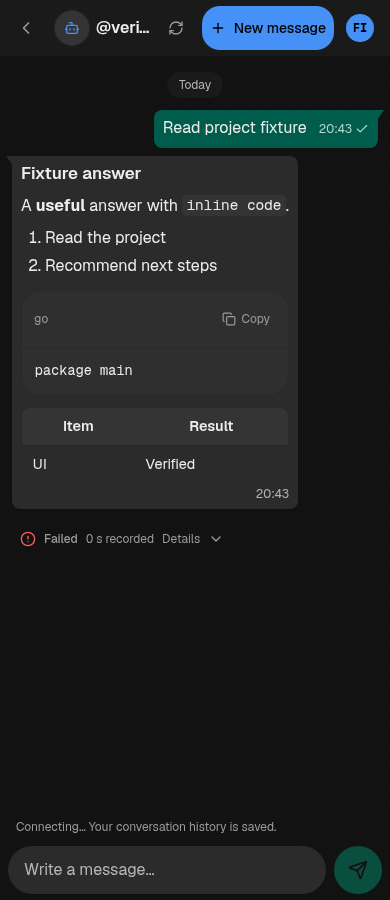 @veri...
New message
FI
Today
Read project fixture 20:43
Fixture answer
A useful answer with inline code.
1. Read the project
2. Recommend next steps
go Copy
package main
Item Result
UI Verified
20:43
Failed 0 s recorded Details
Connecting… Your conversation history is saved.
Write a message…